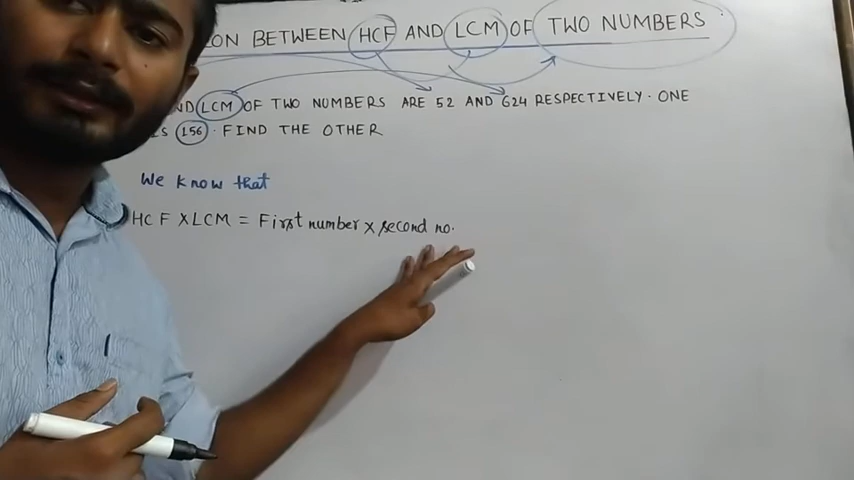 ON BETWEEN HCF AND LCM OF TWO NUMBERS
ND LCM OF TWO NUMBERS ARE 52 AND 624 RESPECTIVELY. ONE
IS 156. FIND THE OTHER
We know that
HCF X LCM = First number x second no.